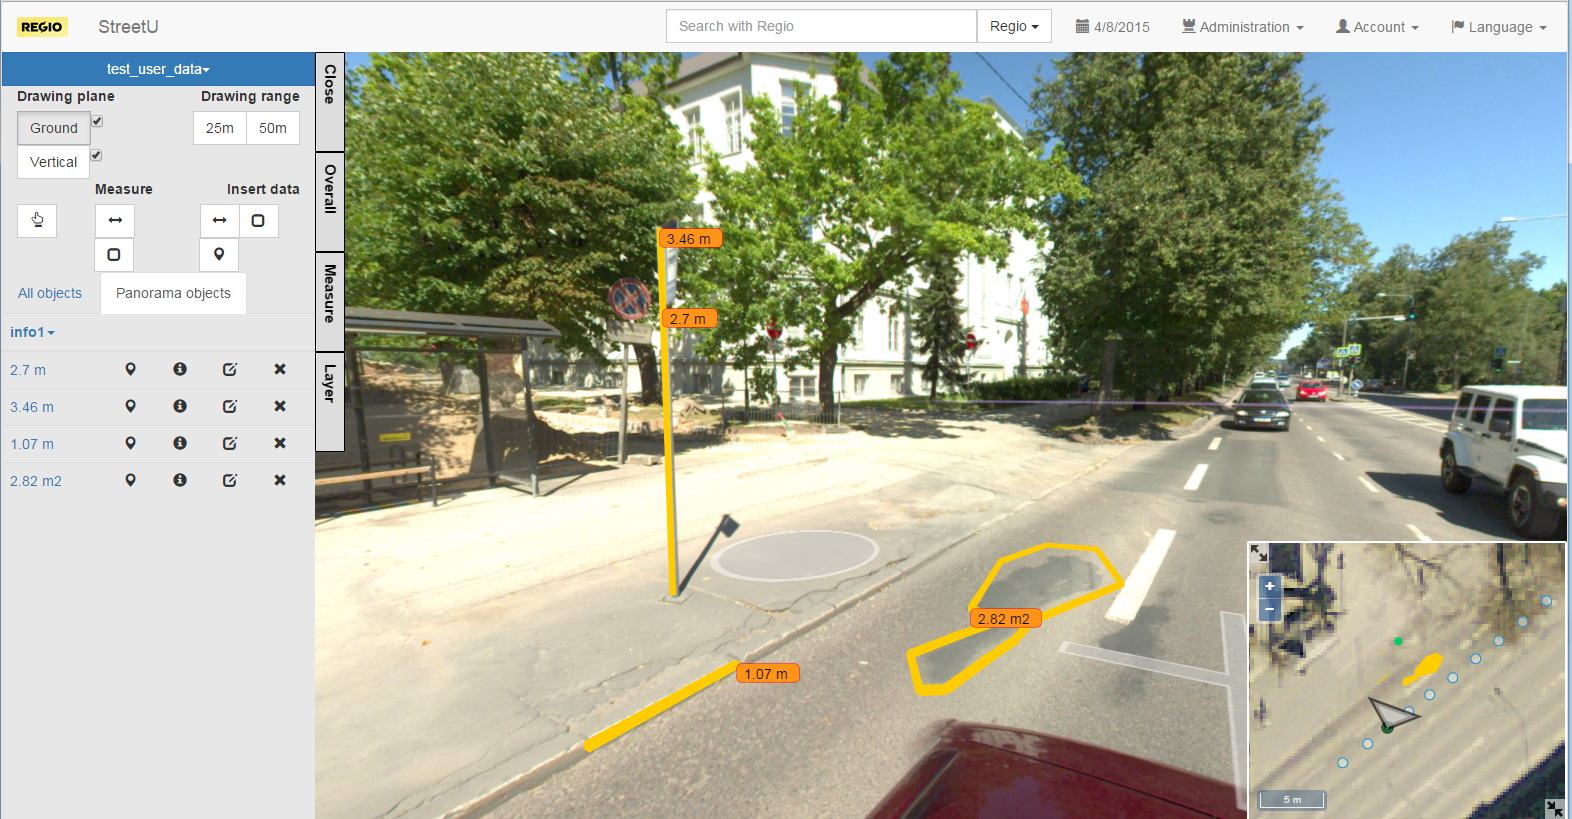 REGIO StreetU Search with Regio Regio 4/8/2015 Administration Account Language
test_user_data
Drawing plane Drawing range
Ground 25m 50m
Vertical
Measure Insert data
All objects Panorama objects
info1
2.7 m
3.46 m
1.07 m
2.82 m2
Close
Overall
Measure
Layer
3.46 m
2.7 m
2.82 m2
1.07 m
+
−
5 m